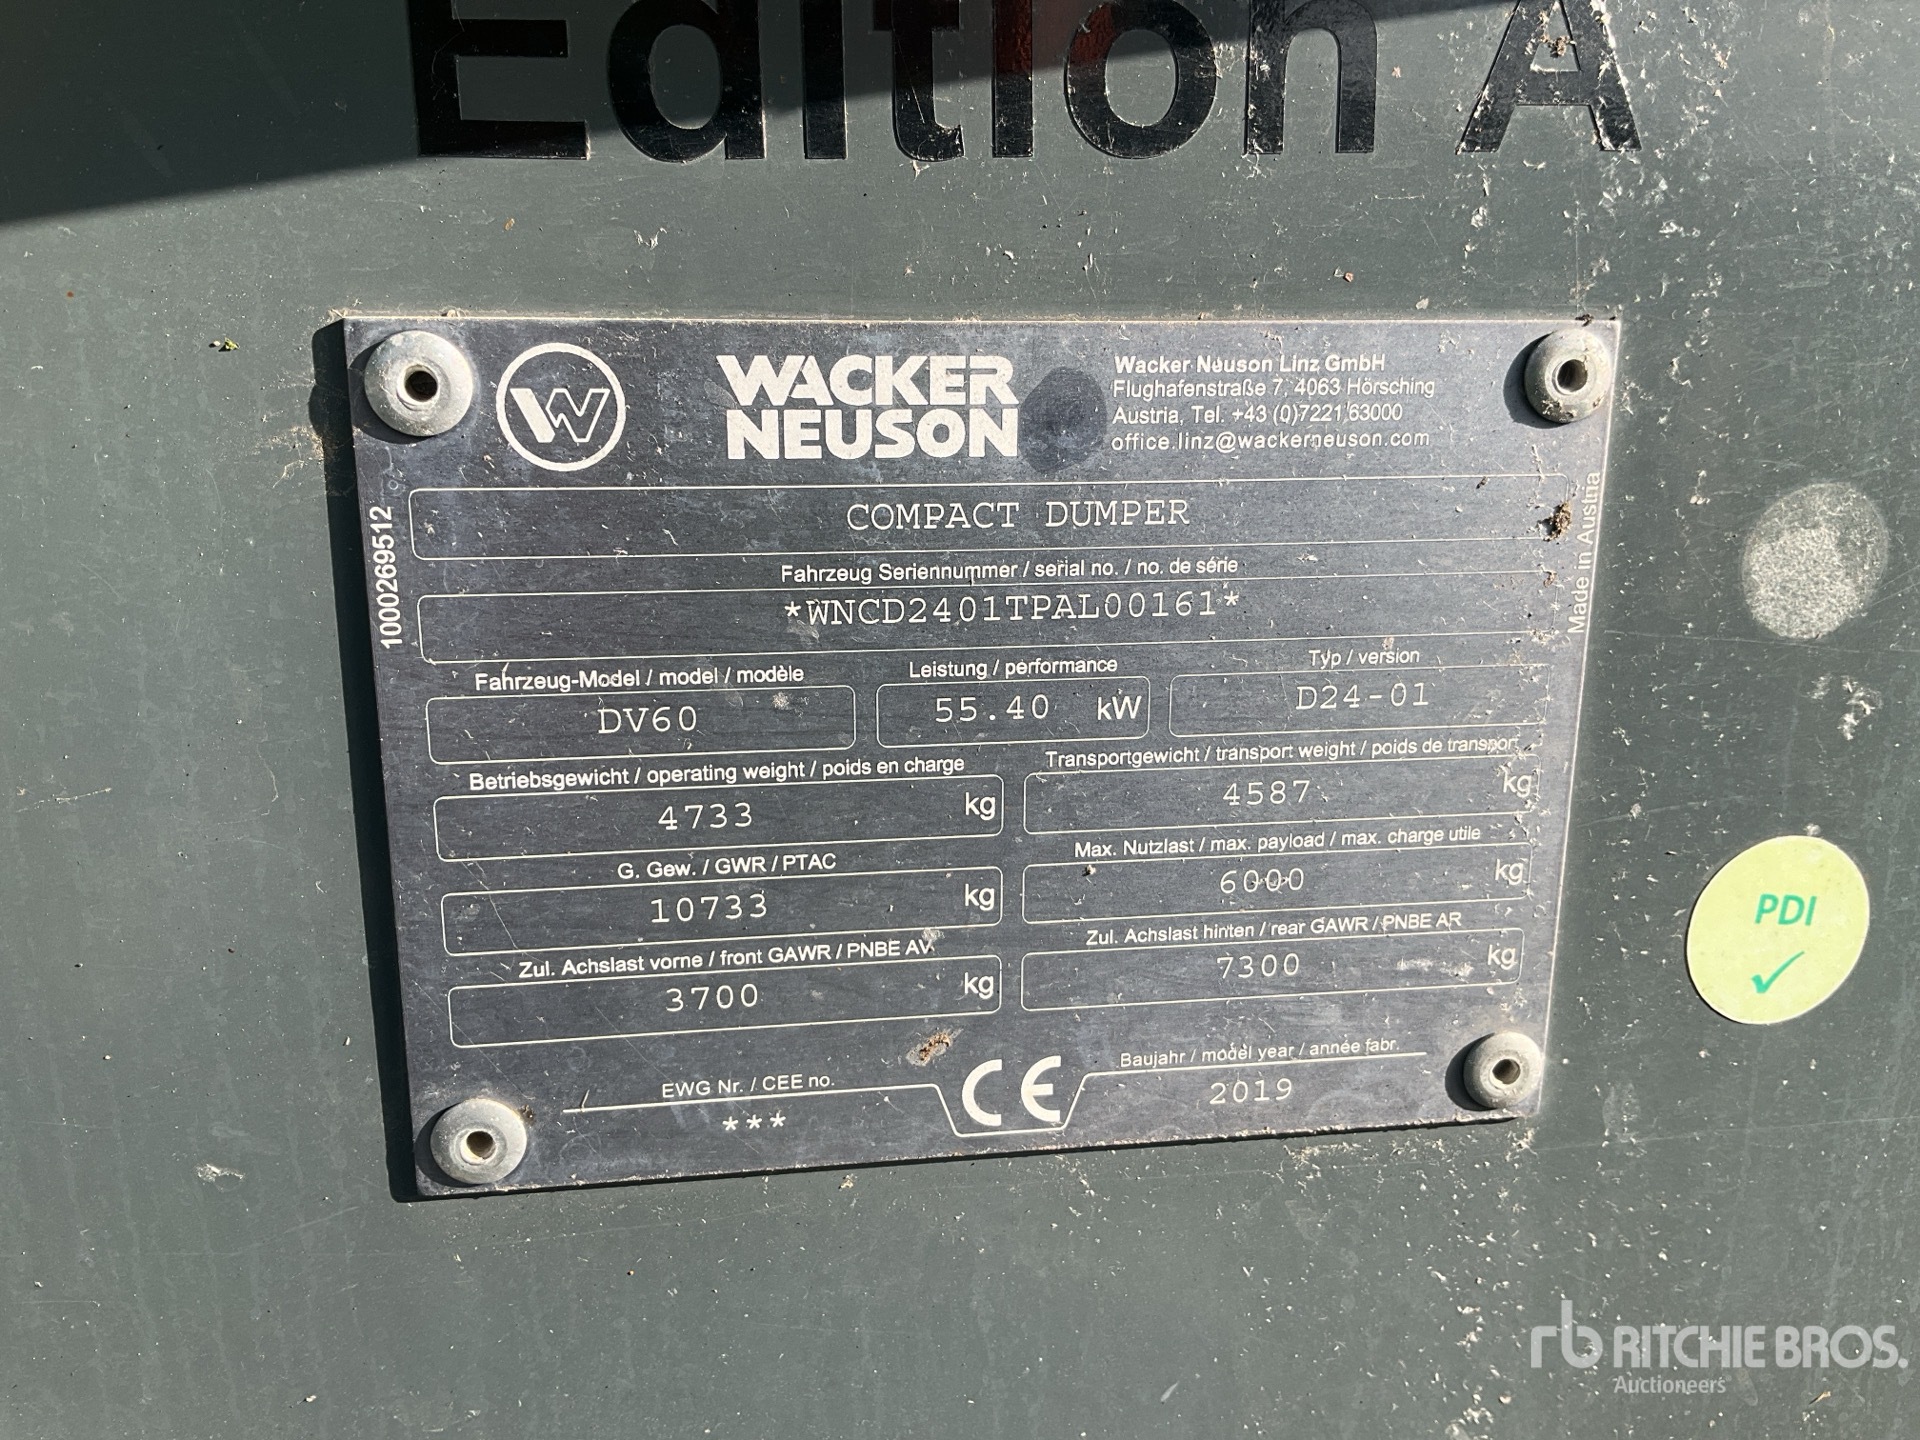 Edition A
WACKER
NEUSON
Wacker Neuson Linz GmbH
Flughafenstraße 7, 4063 Hörsching
Austria, Tel. +43 (0)7221 63000
office.linz@wackerneuson.com
1000269512
Made in Austria
COMPACT DUMPER
Fahrzeug Seriennummer / serial no. / no. de série
*WNCD2401TPAL00161*
Fahrzeug-Model / model / modèle
DV60
Leistung / performance
55.40 kW
Typ / version
D24-01
Betriebsgewicht / operating weight / poids en charge
4733 kg
Transportgewicht / transport weight / poids de transport
4587 kg
G. Gew. / GWR / PTAC
10733 kg
Max. Nutzlast / max. payload / max. charge utile
6000 kg
Zul. Achslast vorne / front GAWR / PNBE AV.
3700 kg
Zul. Achslast hinten / rear GAWR / PNBE AR
7300 kg
EWG Nr. / CEE no.
***
CE
Baujahr / model year / année fabr.
2019
PDI
✓
rb RITCHIE BROS.
Auctioneers